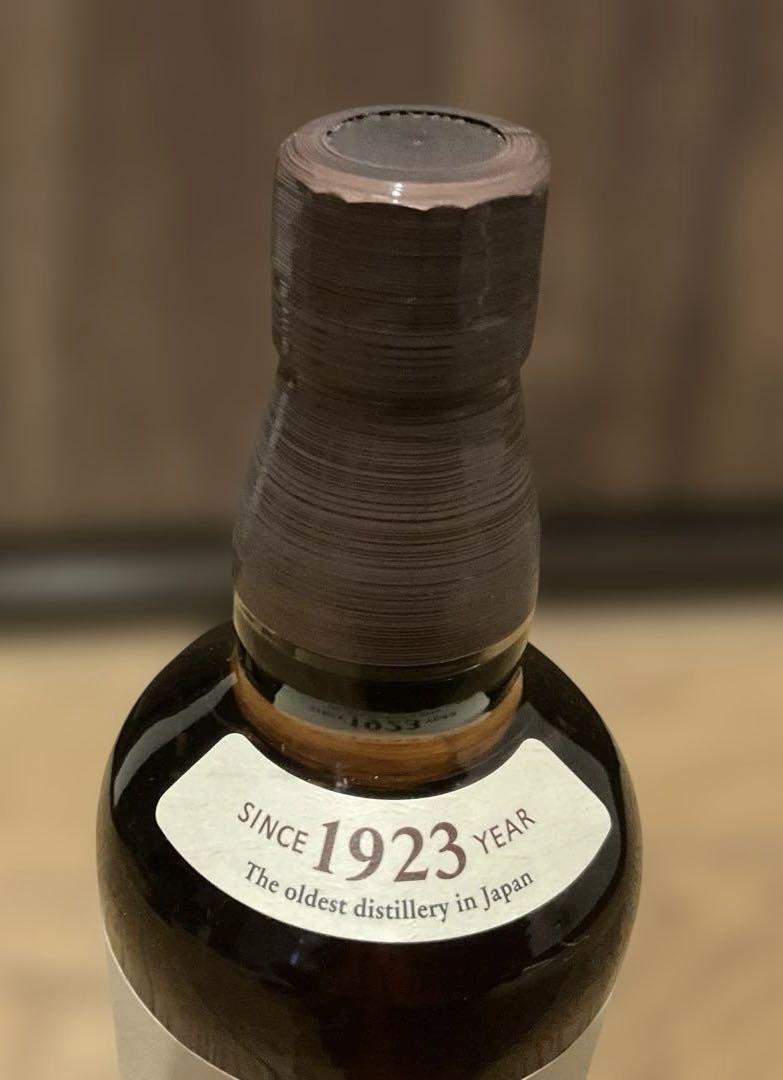 SINCE 1923 YEAR
The oldest distillery in Japan